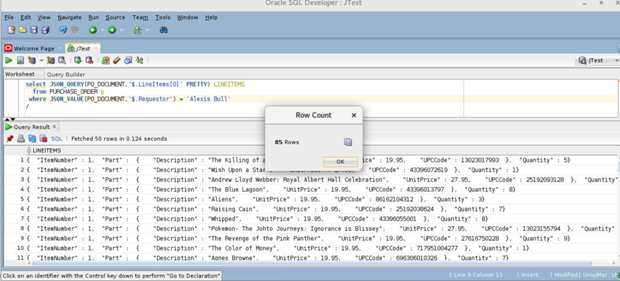 Oracle SQL Developer : JTest
File Edit View Navigate Run Source Team Tools Window Help
Welcome Page JTest
JTest
Worksheet Query Builder
select JSON_QUERY(PO_DOCUMENT,'$.LineItems[0]' PRETTY) LINEITEMS
from PURCHASE_ORDER p
where JSON_VALUE(PO_DOCUMENT,'$.Requestor') = 'Alexis Bull'
/
Row Count
85 Rows
OK
Query Result
SQL | Fetched 50 rows in 0.124 seconds
LINEITEMS
1 { "ItemNumber" : 1, "Part" : { "Description" : "The Killing of a price" : 19.95, "UPCCode" : 13023017993 }, "Quantity" : 5}
2 { "ItemNumber" : 1, "Part" : { "Description" : "Wish Upon a Star "UPCCode" : 43396072619 }, "Quantity" : 1}
3 { "ItemNumber" : 1, "Part" : { "Description" : "Andrew Lloyd Webber: Royal Albert Hall Celebration", "UnitPrice" : 27.95, "UPCCode" : 25192093128 }, "Quan
4 { "ItemNumber" : 1, "Part" : { "Description" : "The Blue Lagoon", "UnitPrice" : 19.95, "UPCCode" : 43396013797 }, "Quantity" : 8}
5 { "ItemNumber" : 1, "Part" : { "Description" : "Aliens", "UnitPrice" : 19.95, "UPCCode" : 86162104312 }, "Quantity" : 3}
6 { "ItemNumber" : 1, "Part" : { "Description" : "Raising Cain", "UnitPrice" : 19.95, "UPCCode" : 25192038624 }, "Quantity" : 7}
7 { "ItemNumber" : 1, "Part" : { "Description" : "Whipped", "UnitPrice" : 19.95, "UPCCode" : 43396055001 }, "Quantity" : 8}
8 { "ItemNumber" : 1, "Part" : { "Description" : "Pokemon- The Johto Journeys: Ignorance is Blissey", "UnitPrice" : 27.95, "UPCCode" : 13023155794 }, "Quanti
9 { "ItemNumber" : 1, "Part" : { "Description" : "The Revenge of the Pink Panther", "UnitPrice" : 19.95, "UPCCode" : 27616750228 }, "Quantity" : 9}
10 { "ItemNumber" : 1, "Part" : { "Description" : "The Color of Money", "UnitPrice" : 19.95, "UPCCode" : 717951004277 }, "Quantity" : 1}
11 { "ItemNumber" : 1, "Part" : { "Description" : "Agnes Browne", "UnitPrice" : 19.95, "UPCCode" : 696306010326 }, "Quantity" : 7}
Click on an identifier with the Control key down to perform "Go to Declaration"
Line 3 Column 13 | Insert | Modified | Unix/Mac: LF